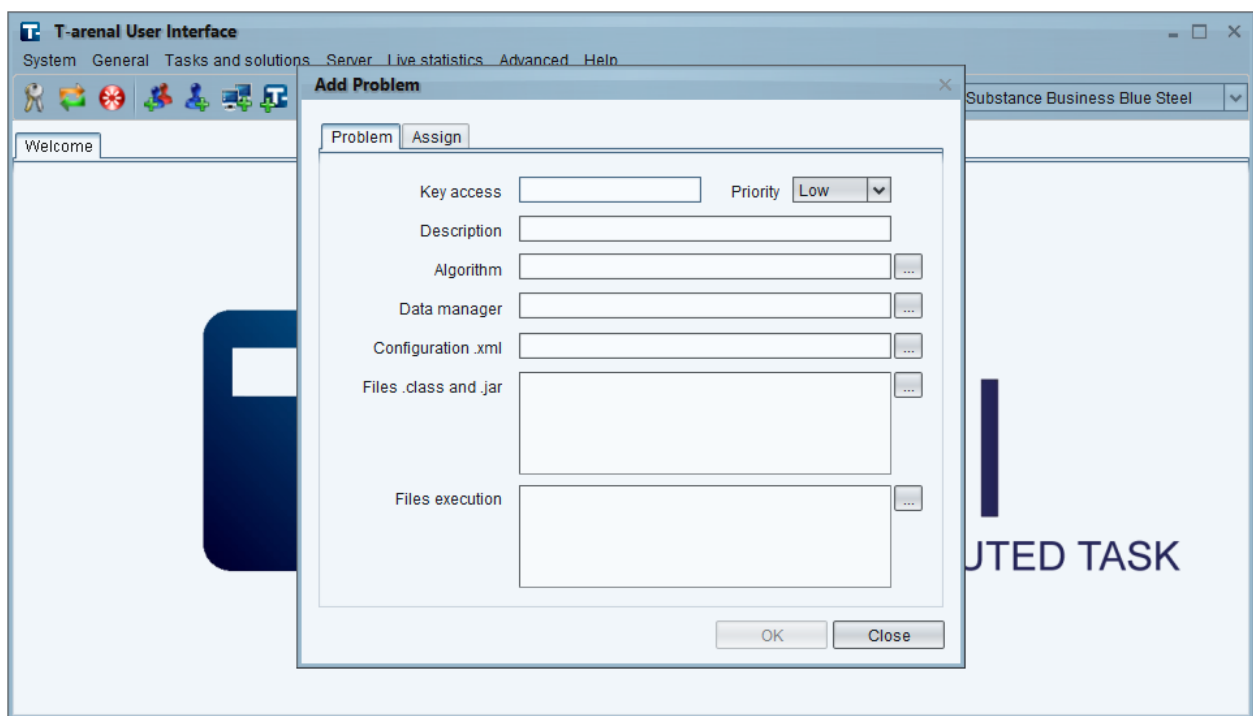 T-arenal User Interface
System General Tasks and solutions Server Live statistics Advanced Help
Add Problem
Substance Business Blue Steel
Welcome
Problem Assign
Key access Priority Low
Description
Algorithm ...
Data manager ...
Configuration .xml ...
Files .class and .jar ...
Files execution ...
UTED TASK
OK Close